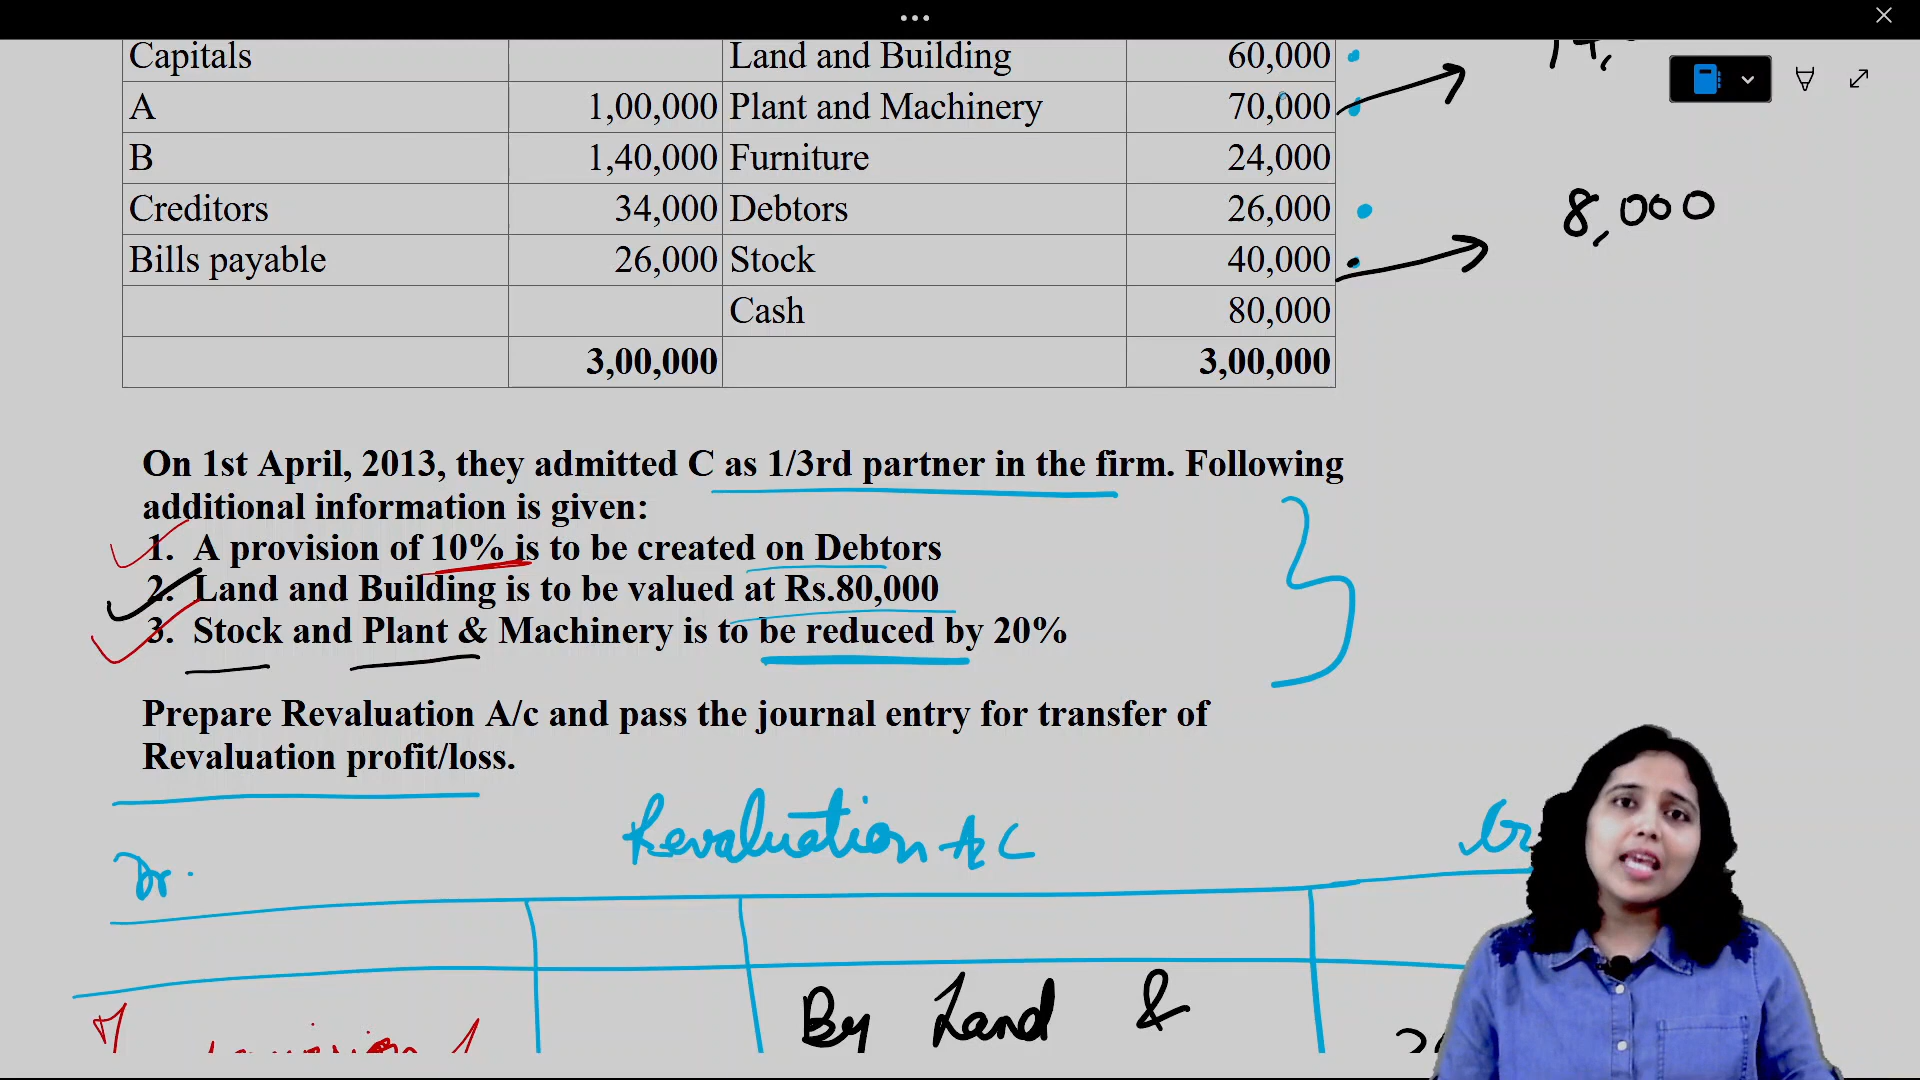 Capitals Land and Building 60,000
A 1,00,000 Plant and Machinery 70,000
B 1,40,000 Furniture 24,000
Creditors 34,000 Debtors 26,000 8,000
Bills payable 26,000 Stock 40,000
Cash 80,000
3,00,000 3,00,000
On 1st April, 2013, they admitted C as 1/3rd partner in the firm. Following
additional information is given:
1. A provision of 10% is to be created on Debtors
2. Land and Building is to be valued at Rs.80,000
3. Stock and Plant & Machinery is to be reduced by 20%
Prepare Revaluation A/c and pass the journal entry for transfer of
Revaluation profit/loss.
Dr. Revaluation A/c Cr
By Land &